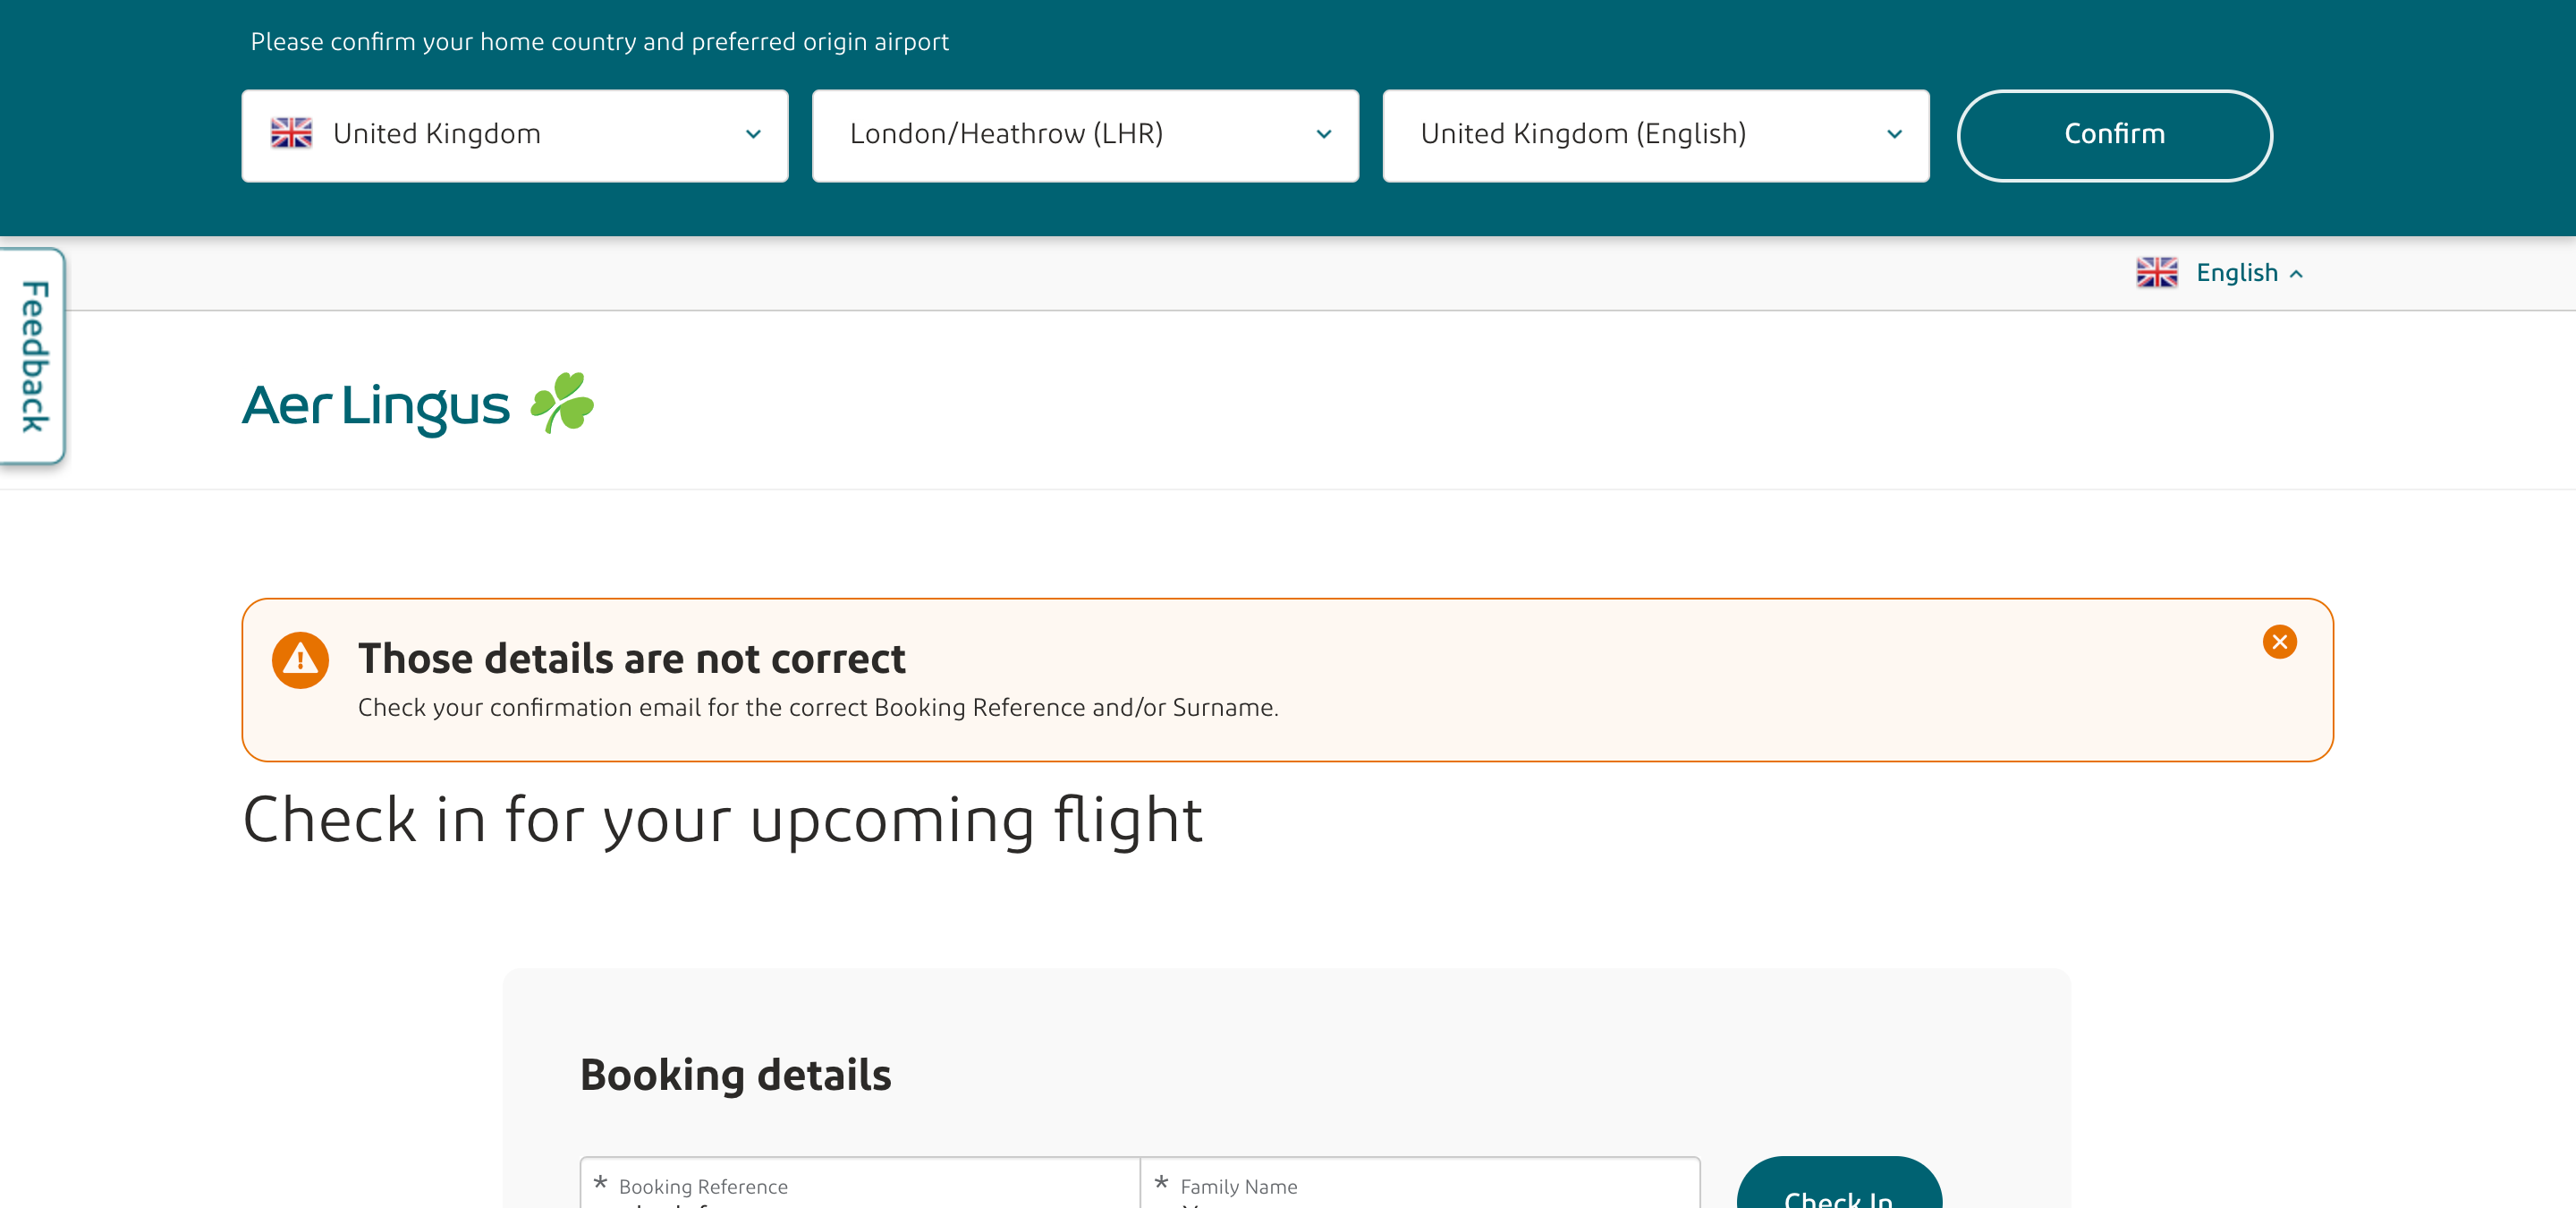 Please confirm your home country and preferred origin airport
United Kingdom
London/Heathrow (LHR)
United Kingdom (English)
Confirm
English
Feedback
Aer Lingus
Those details are not correct
Check your confirmation email for the correct Booking Reference and/or Surname.
Check in for your upcoming flight
Booking details
* Booking Reference
* Family Name
Check In